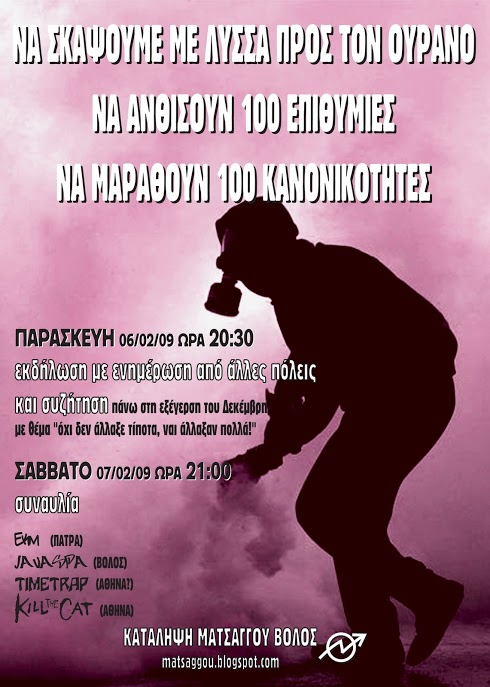 ΝΑ ΣΚΑΨΟΥΜΕ ΜΕ ΛΥΣΣΑ ΠΡΟΣ ΤΟΝ ΟΥΡΑΝΟ
ΝΑ ΑΝΘΙΣΟΥΝ 100 ΕΠΙΘΥΜΙΕΣ
ΝΑ ΜΑΡΑΘΟΥΝ 100 ΚΑΝΟΝΙΚΟΤΗΤΕΣ
ΠΑΡΑΣΚΕΥΗ 06/02/09 ΩΡΑ 20:30
εκδήλωση με ενημέρωση από άλλες πόλεις
και συζήτηση πάνω στη εξέγερση του Δεκέμβρη
με θέμα "όχι δεν άλλαξε τίποτα, ναι άλλαξαν πολλά!"
ΣΑΒΒΑΤΟ 07/02/09 ΩΡΑ 21:00
συναυλία
(ΠΑΤΡΑ)
JAVASPA (ΒΟΛΟΣ)
TIMETRAP (ΑΘΗΝΑ?)
KILL THE CAT (ΑΘΗΝΑ)
ΚΑΤΑΛΗΨΗ ΜΑΤΣΑΓΓΟΥ ΒΟΛΟΣ
matsaggou.blogspot.com